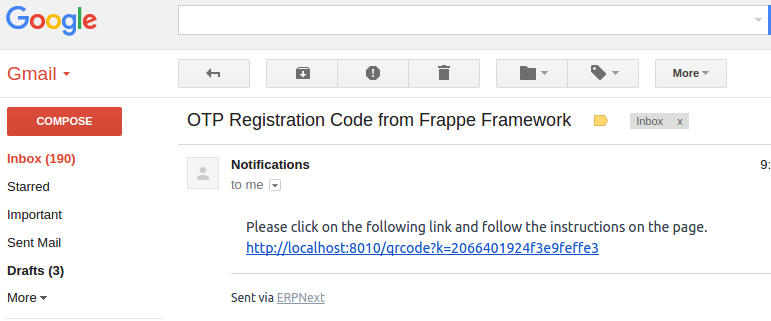 Google
Gmail
More
COMPOSE
OTP Registration Code from Frappe Framework
Inbox x
Inbox (190)
Starred
Important
Sent Mail
Drafts (3)
More
Notifications
9:
to me
Please click on the following link and follow the instructions on the page.
http://localhost:8010/qrcode?k=2066401924f3e9feffe3
Sent via ERPNext